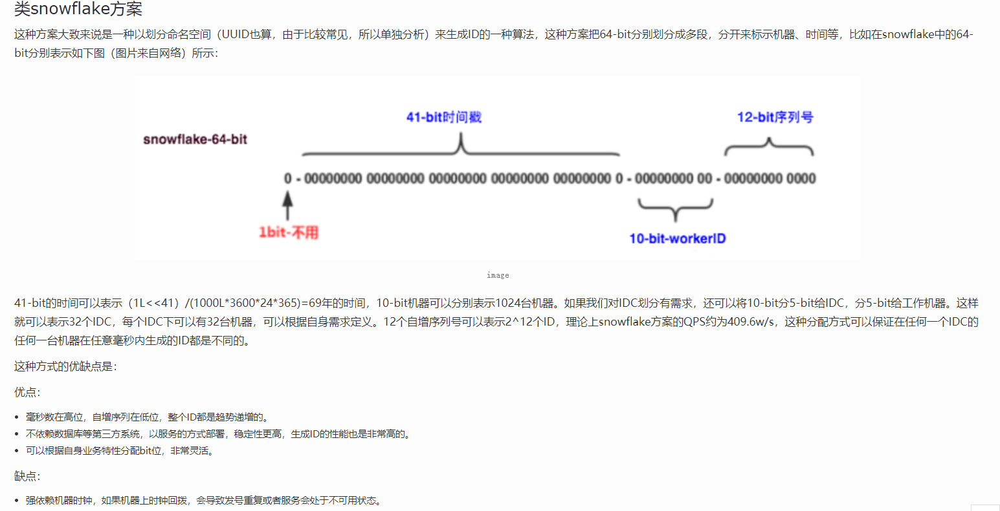 类snowflake方案
这种方案大致来说是一种以划分命名空间（UUID也算，由于比较常见，所以单独分析）来生成ID的一种算法，这种方案把64-bit分别划分成多段，分开来标示机器、时间等，比如在snowflake中的64-
bit分别表示如下图（图片来自网络）所示：
41-bit时间戳
12-bit序列号
snowflake-64-bit
0 - 00000000 00000000 00000000 00000000 00000000 0 - 00000000 00 - 00000000 0000
1bit-不用
10-bit-workerID
image
41-bit的时间可以表示（1L<<41）/(1000L*3600*24*365)=69年的时间，10-bit机器可以分别表示1024台机器。如果我们对IDC划分有需求，还可以将10-bit分5-bit给IDC，分5-bit给工作机器。这样
就可以表示32个IDC，每个IDC下可以有32台机器，可以根据自身需求定义。12个自增序列号可以表示2^12个ID，理论上snowflake方案的QPS约为409.6w/s，这种分配方式可以保证在任何一个IDC的
任何一台机器在任意毫秒内生成的ID都是不同的。
这种方式的优缺点是：
优点：
• 毫秒数在高位，自增序列在低位，整个ID都是趋势递增的。
• 不依赖数据库等第三方系统，以服务的方式部署，稳定性更高，生成ID的性能也是非常高的。
• 可以根据自身业务特性分配bit位，非常灵活。
缺点：
• 强依赖机器时钟，如果机器上时钟回拨，会导致发号重复或者服务会处于不可用状态。